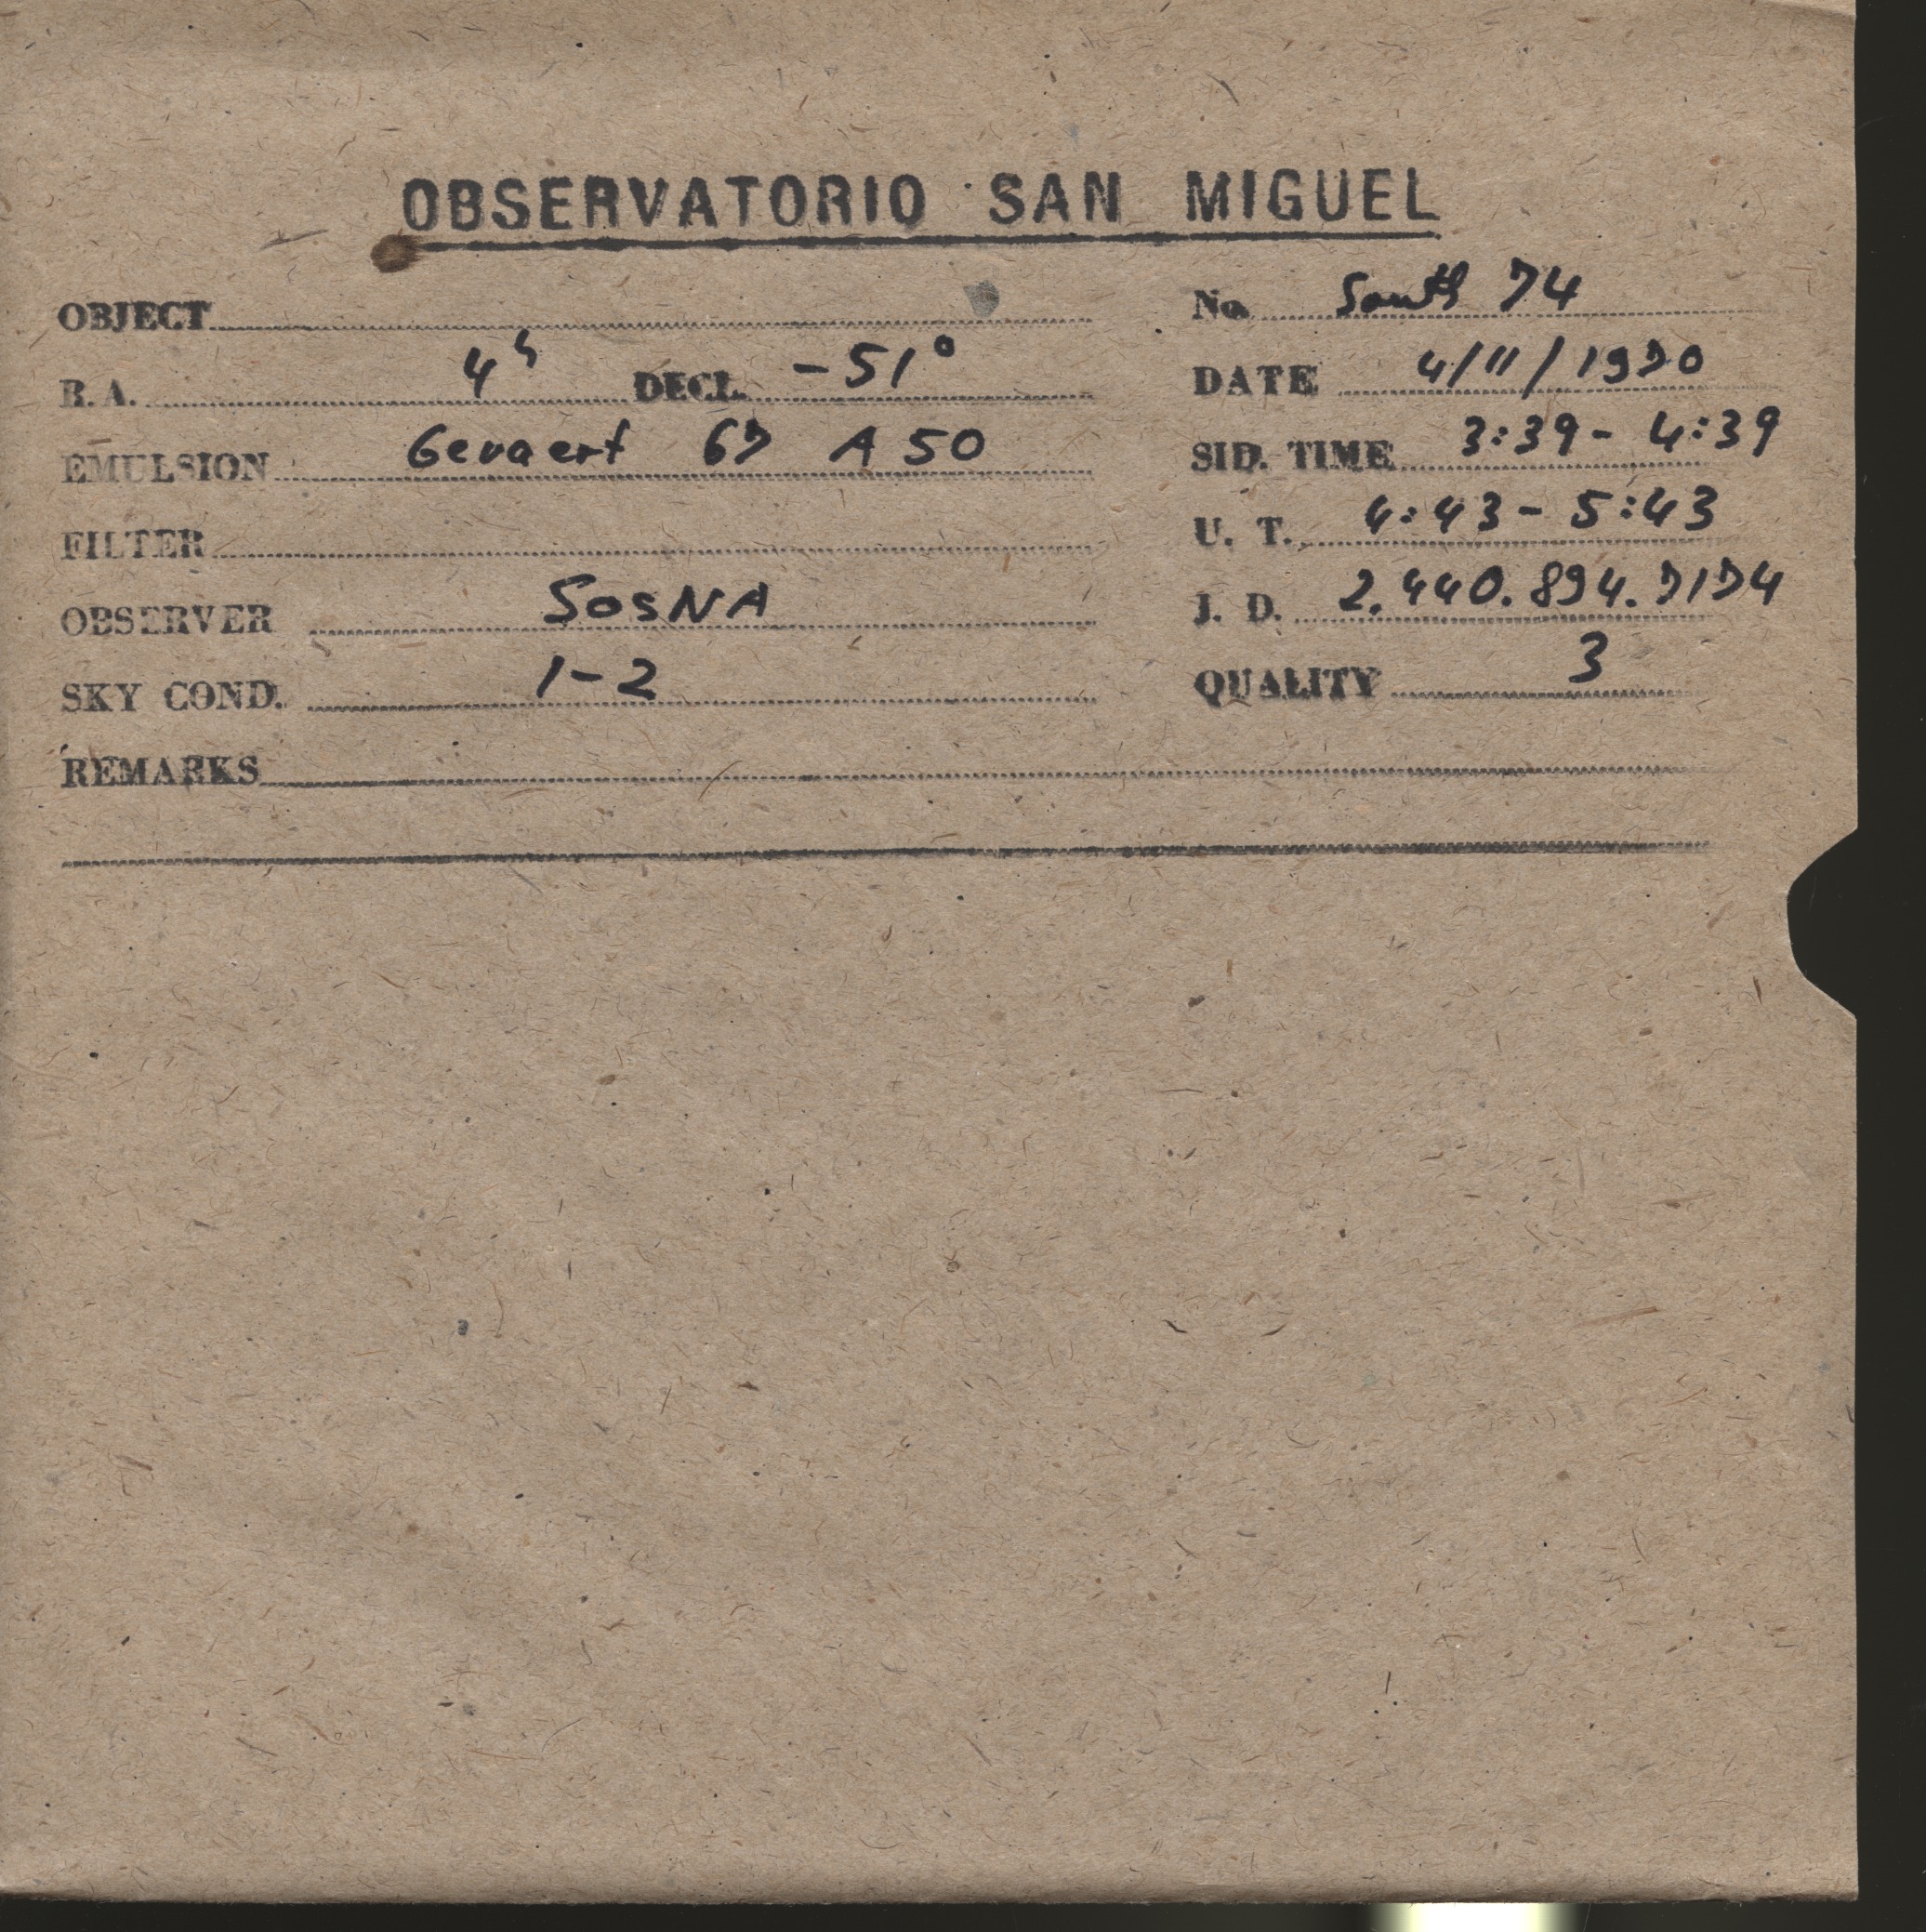 OBSERVATORIO SAN MIGUEL
OBJECT No. South 74
R. A. 4h DECL. -51° DATE 4/11/1970
EMULSION Gevaert 67 A 50 SID. TIME 3:39- 4:39
FILTER U. T. 4:43- 5:43
OBSERVER SOSNA J. D. 2.440.894.7174
SKY COND. 1-2 QUALITY 3
REMARKS